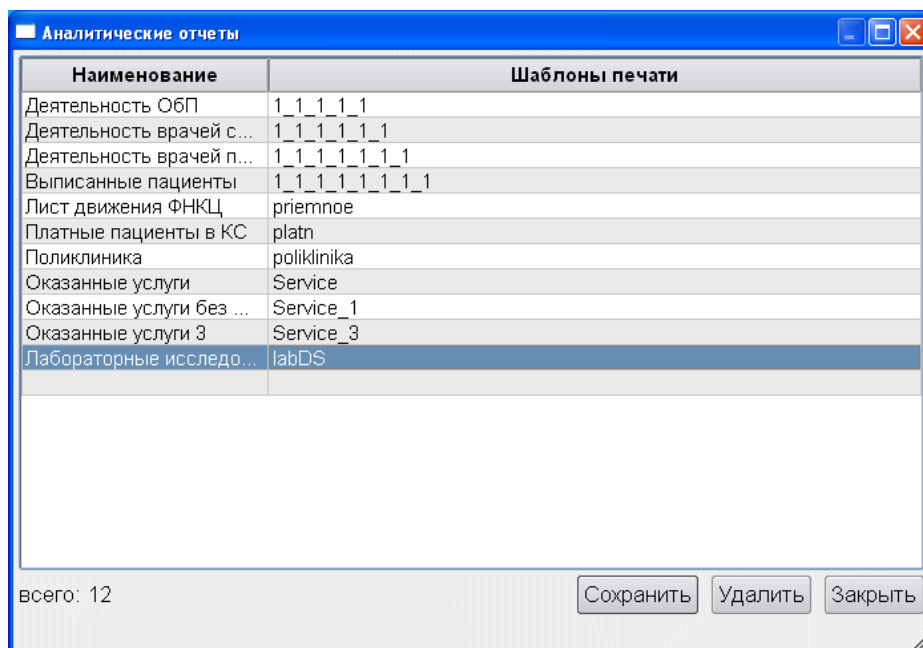 Аналитические отчеты
Наименование Шаблоны печати
Деятельность ОбП 1_1_1_1_1
Деятельность врачей с... 1_1_1_1_1_1
Деятельность врачей п... 1_1_1_1_1_1_1
Выписанные пациенты 1_1_1_1_1_1_1_1
Лист движения ФНКЦ priemnoe
Платные пациенты в КС platn
Поликлиника poliklinika
Оказанные услуги Service
Оказанные услуги без ... Service_1
Оказанные услуги 3 Service_3
Лабораторные исследо... labDS
всего: 12 Сохранить Удалить Закрыть